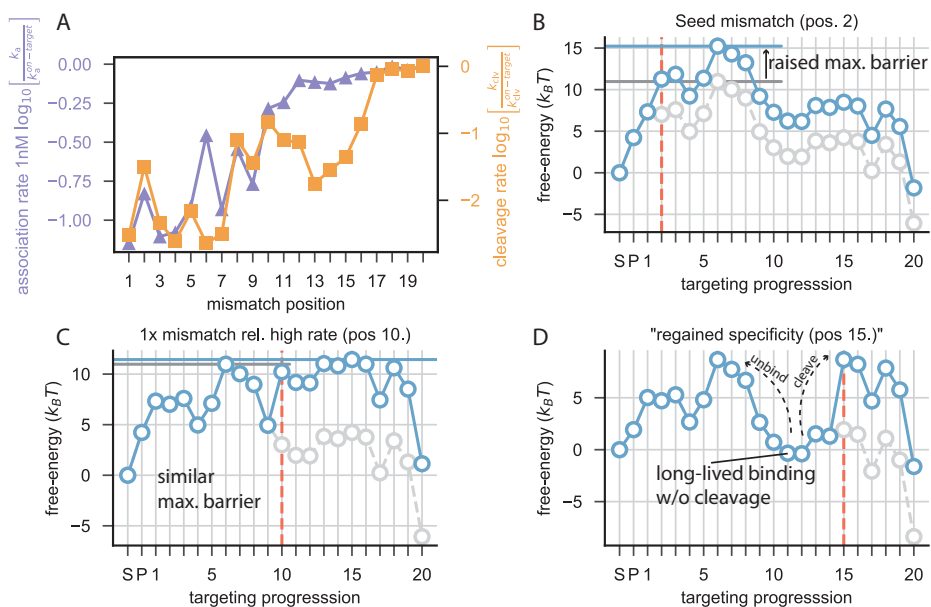 A
association rate 1nM log10 [ka / ka^on−target]
0.00
−0.25
−0.50
−0.75
−1.00
0
−1
−2
cleavage rate log10 [kclv / kclv^on−target]
1 3 5 7 9 11 13 15 17 19
mismatch position
B
Seed mismatch (pos. 2)
free-energy (kBT)
15
10
5
0
−5
raised max. barrier
S P 1 5 10 15 20
targeting progresssion
C
1x mismatch rel. high rate (pos 10.)
free-energy (kBT)
10
5
0
−5
similar
max. barrier
S P 1 5 10 15 20
targeting progresssion
D
"regained specificity (pos 15.)"
free-energy (kBT)
5
0
−5
unbind
cleave
long-lived binding
w/o cleavage
S P 1 5 10 15 20
targeting progresssion